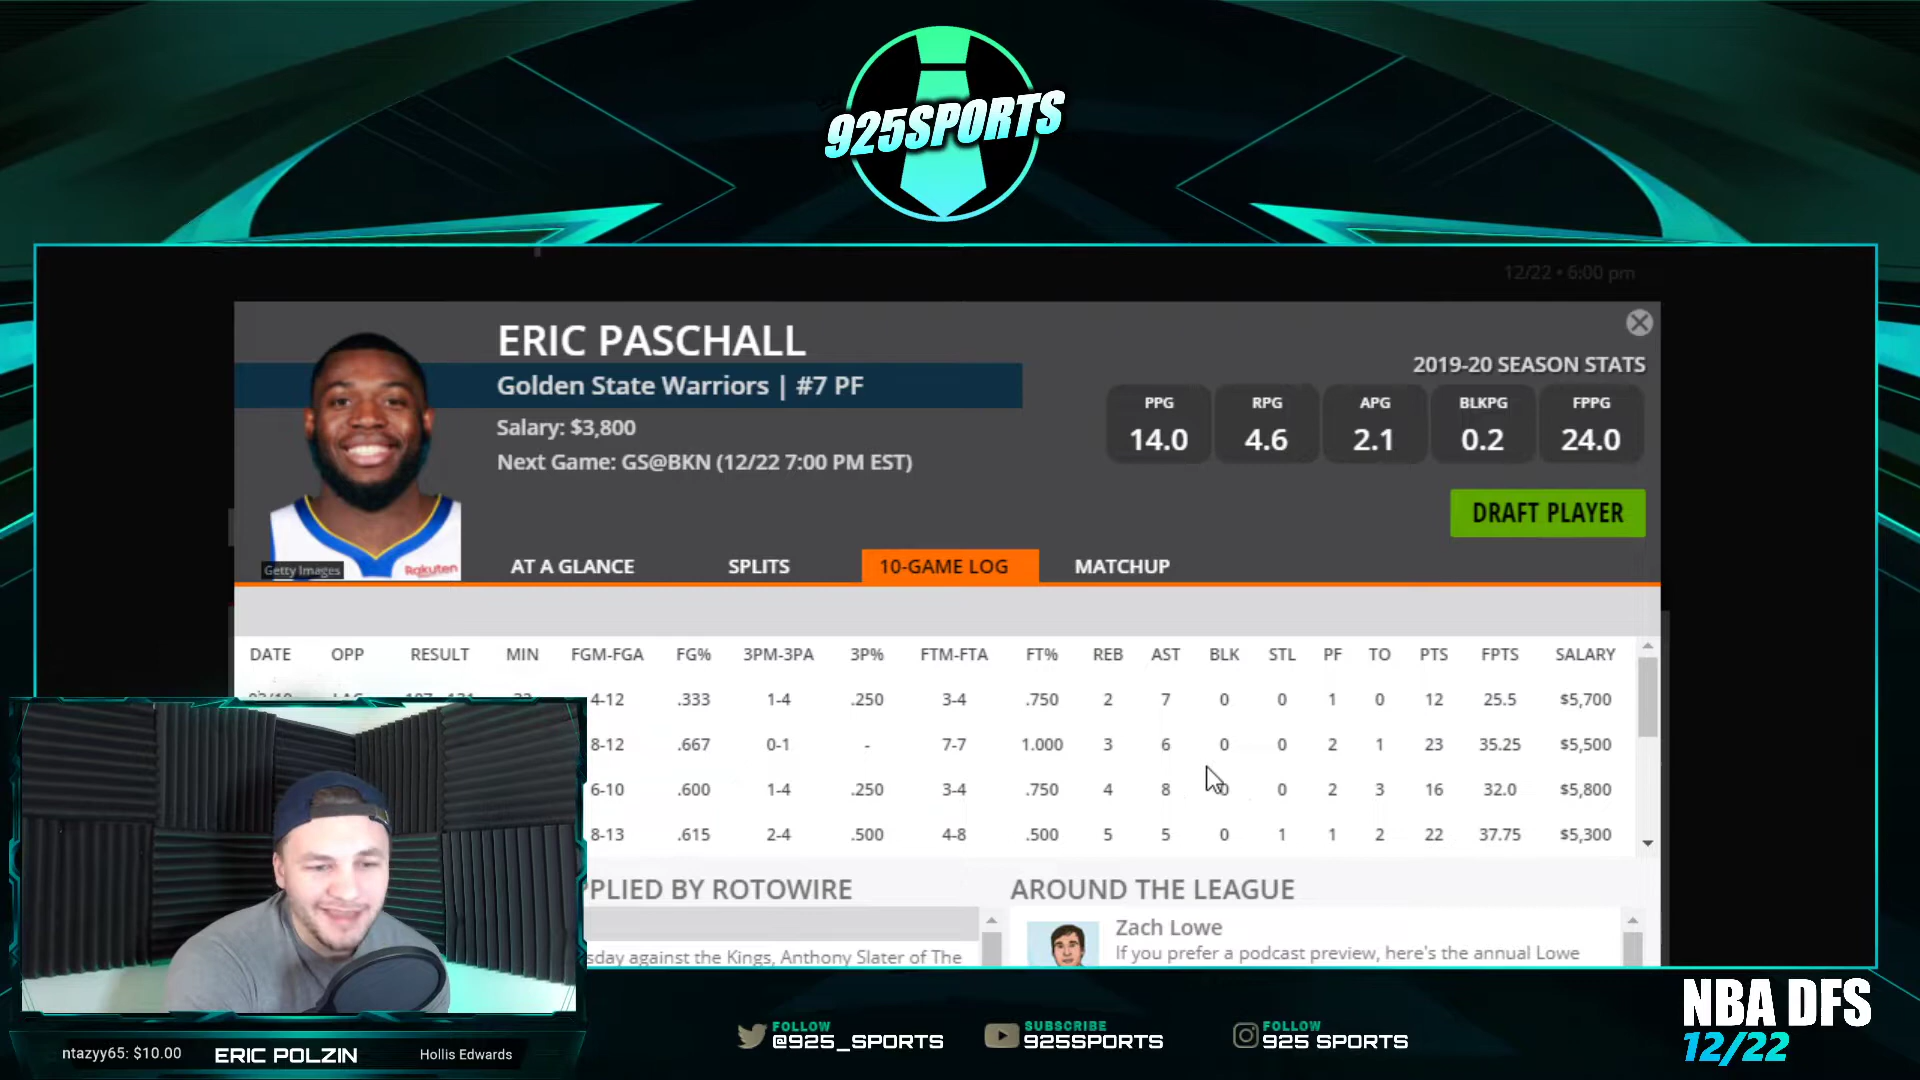 925SPORTS
12/22 • 6:00 pm
ERIC PASCHALL
Golden State Warriors | #7 PF
Salary: $3,800
Next Game: GS@BKN (12/22 7:00 PM EST)
2019-20 SEASON STATS
PPG RPG APG BLKPG FPPG
14.0 4.6 2.1 0.2 24.0
DRAFT PLAYER
Getty Images
Rakuten
AT A GLANCE SPLITS 10-GAME LOG MATCHUP
DATE OPP RESULT MIN FGM-FGA FG% 3PM-3PA 3P% FTM-FTA FT% REB AST BLK STL PF TO PTS FPTS SALARY
4-12 .333 1-4 .250 3-4 .750 2 7 0 0 1 0 12 25.5 $5,700
8-12 .667 0-1 - 7-7 1.000 3 6 0 0 2 1 23 35.25 $5,500
6-10 .600 1-4 .250 3-4 .750 4 8 0 0 2 3 16 32.0 $5,800
8-13 .615 2-4 .500 4-8 .500 5 5 0 1 1 2 22 37.75 $5,300
PPLIED BY ROTOWIRE
sday against the Kings, Anthony Slater of The
AROUND THE LEAGUE
Zach Lowe
If you prefer a podcast preview, here's the annual Lowe
ntazyy65: $10.00
ERIC POLZIN
Hollis Edwards
FOLLOW
@925_SPORTS
SUBSCRIBE
925SPORTS
FOLLOW
925 SPORTS
NBA DFS
12/22